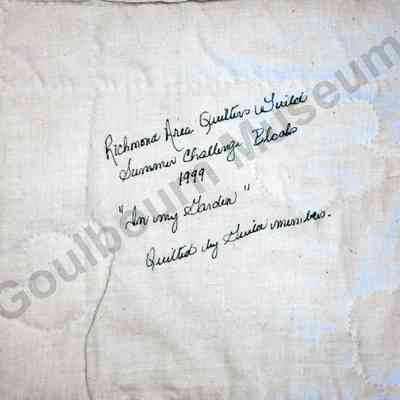 Richmond Area Quilters Guild
Summer Challenge Blocks
1999
"In my Garden"
Quilted by Guild members.
Goulbourn Museum